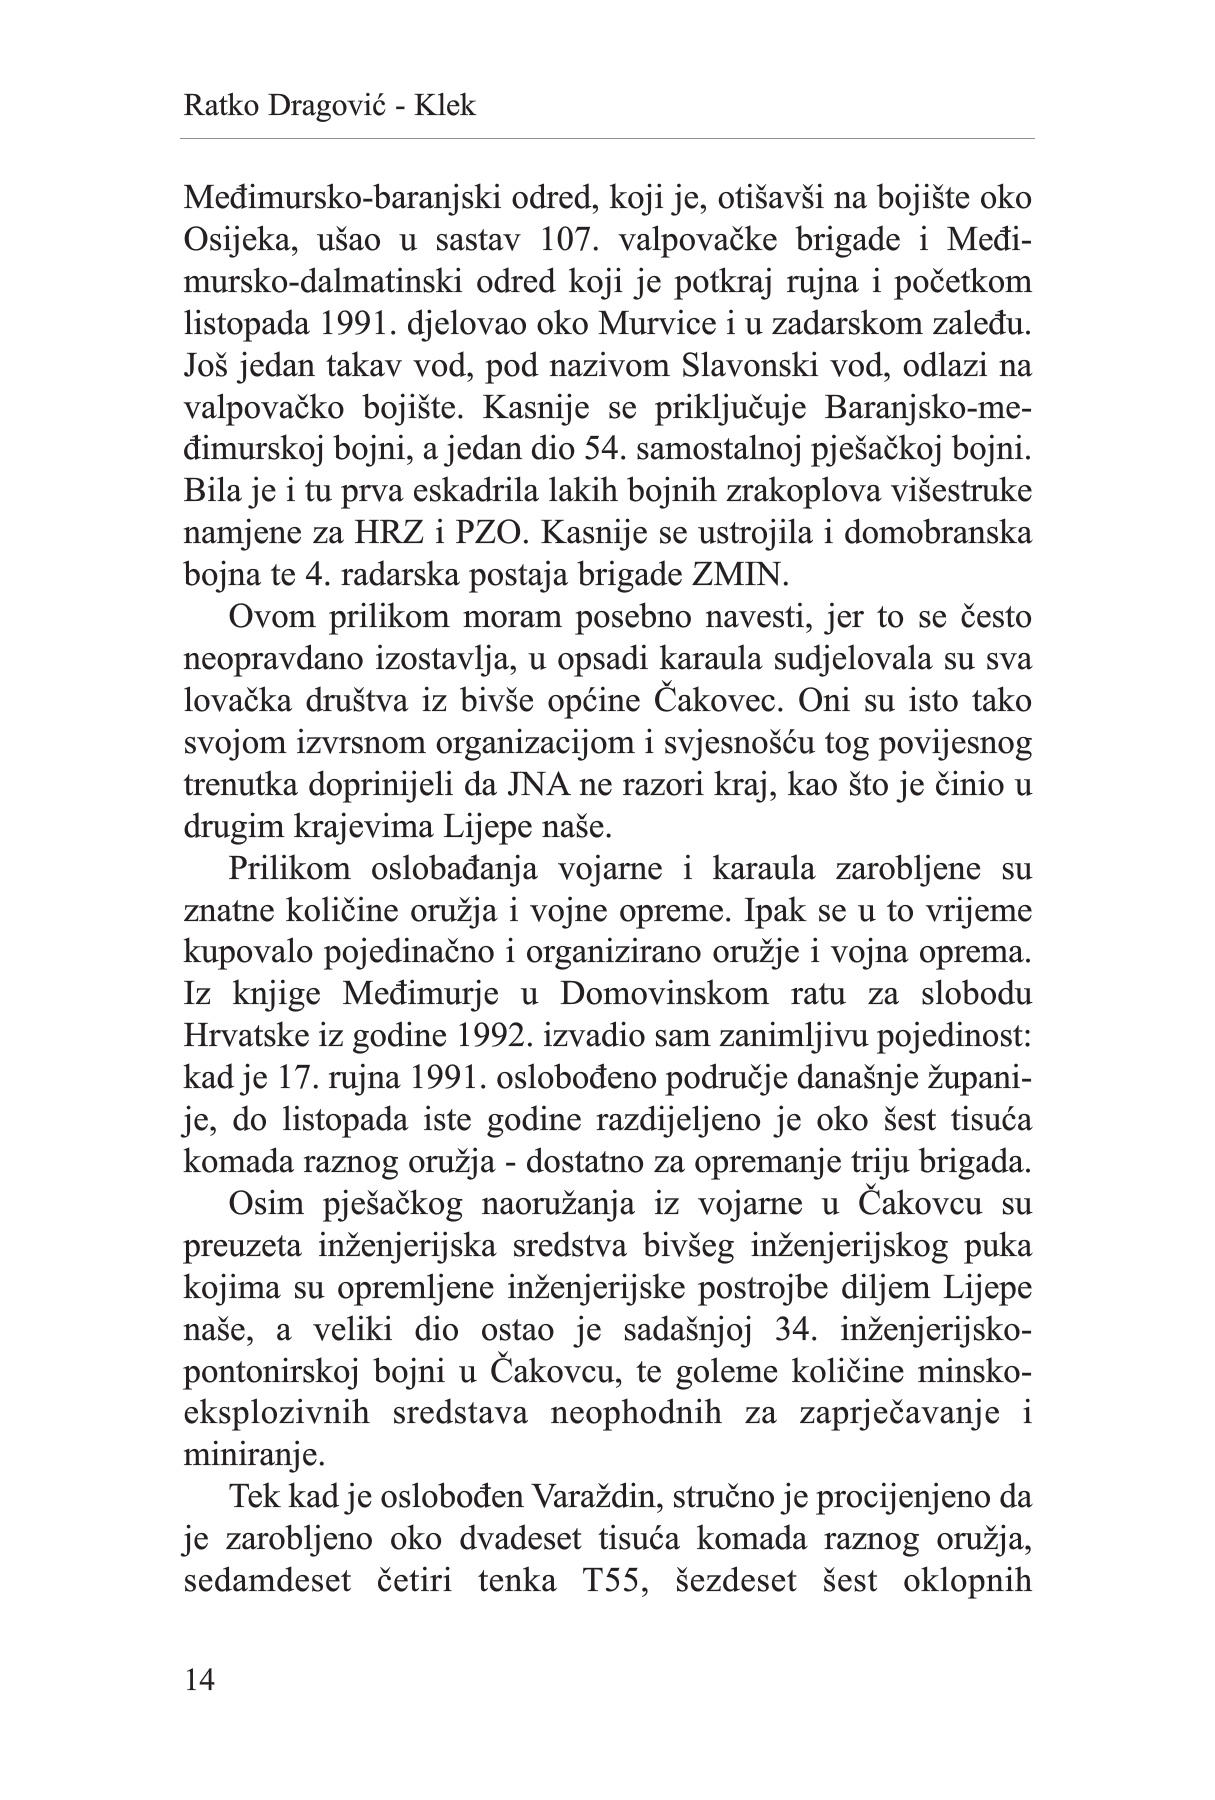 Ratko Dragović - Klek
Međimursko-baranjski odred, koji je, otišavši na bojište oko
Osijeka, ušao u sastav 107. valpovačke brigade i Međi-
mursko-dalmatinski odred koji je potkraj rujna i početkom
listopada 1991. djelovao oko Murvice i u zadarskom zaleđu.
Još jedan takav vod, pod nazivom Slavonski vod, odlazi na
valpovačko bojište. Kasnije se priključuje Baranjsko-me-
đimurskoj bojni, a jedan dio 54. samostalnoj pješačkoj bojni.
Bila je i tu prva eskadrila lakih bojnih zrakoplova višestruke
namjene za HRZ i PZO. Kasnije se ustrojila i domobranska
bojna te 4. radarska postaja brigade ZMIN.
Ovom prilikom moram posebno navesti, jer to se često
neopravdano izostavlja, u opsadi karaula sudjelovala su sva
lovačka društva iz bivše općine Čakovec. Oni su isto tako
svojom izvrsnom organizacijom i svjesnošću tog povijesnog
trenutka doprinijeli da JNA ne razori kraj, kao što je činio u
drugim krajevima Lijepe naše.
Prilikom oslobađanja vojarne i karaula zarobljene su
znatne količine oružja i vojne opreme. Ipak se u to vrijeme
kupovalo pojedinačno i organizirano oružje i vojna oprema.
Iz knjige Međimurje u Domovinskom ratu za slobodu
Hrvatske iz godine 1992. izvadio sam zanimljivu pojedinost:
kad je 17. rujna 1991. oslobođeno područje današnje župani-
je, do listopada iste godine razdijeljeno je oko šest tisuća
komada raznog oružja - dostatno za opremanje triju brigada.
Osim pješačkog naoružanja iz vojarne u Čakovcu su
preuzeta inženjerijska sredstva bivšeg inženjerijskog puka
kojima su opremljene inženjerijske postrojbe diljem Lijepe
naše, a veliki dio ostao je sadašnjoj 34. inženjerijsko-
pontonirskoj bojni u Čakovcu, te goleme količine minsko-
eksplozivnih sredstava neophodnih za zaprječavanje i
miniranje.
Tek kad je oslobođen Varaždin, stručno je procijenjeno da
je zarobljeno oko dvadeset tisuća komada raznog oružja,
sedamdeset četiri tenka T55, šezdeset šest oklopnih
14